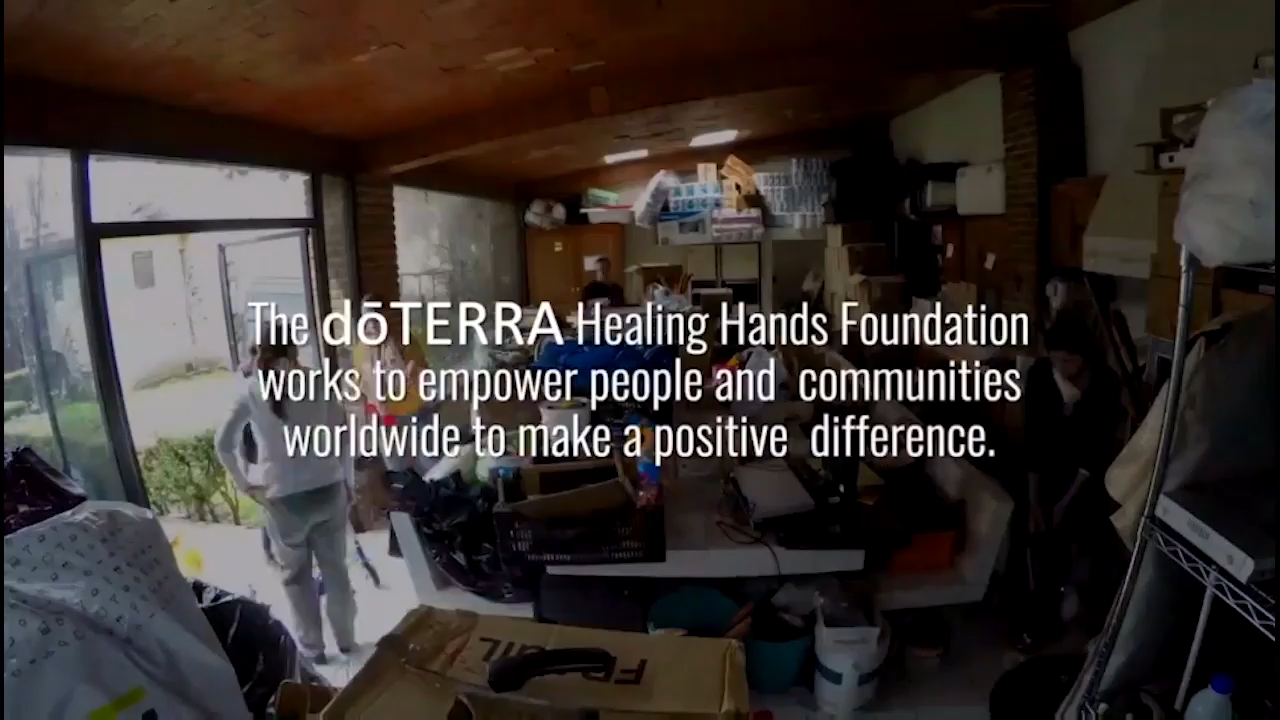 The dōTERRA Healing Hands Foundation
works to empower people and communities
worldwide to make a positive difference.